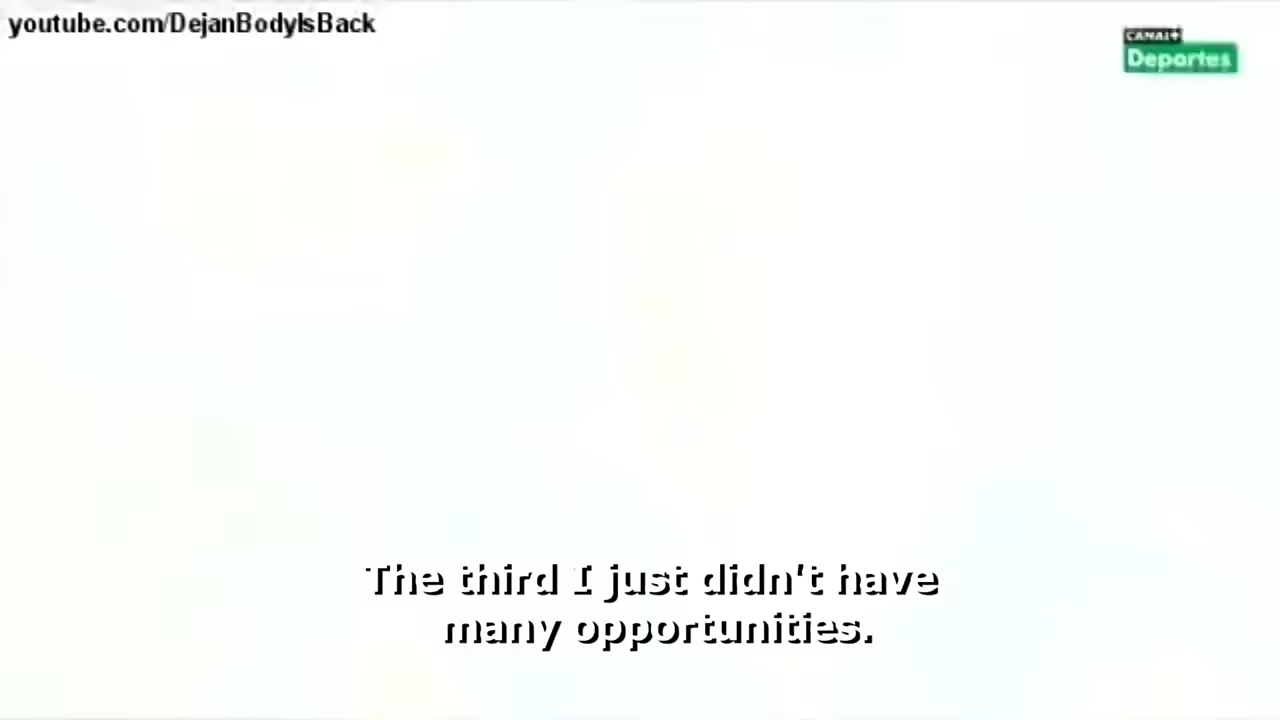 youtube.com/DejanBodyIsBack
CANAL+
Deportes
The third I just didn't have
many opportunities.